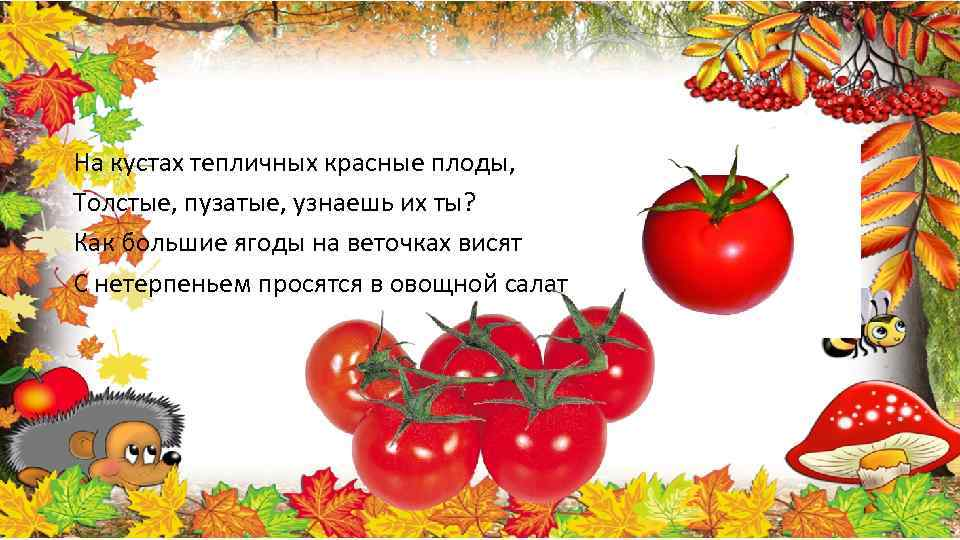 На кустах тепличных красные плоды,
Толстые, пузатые, узнаешь их ты?
Как большие ягоды на веточках висят
С нетерпеньем просятся в овощной салат